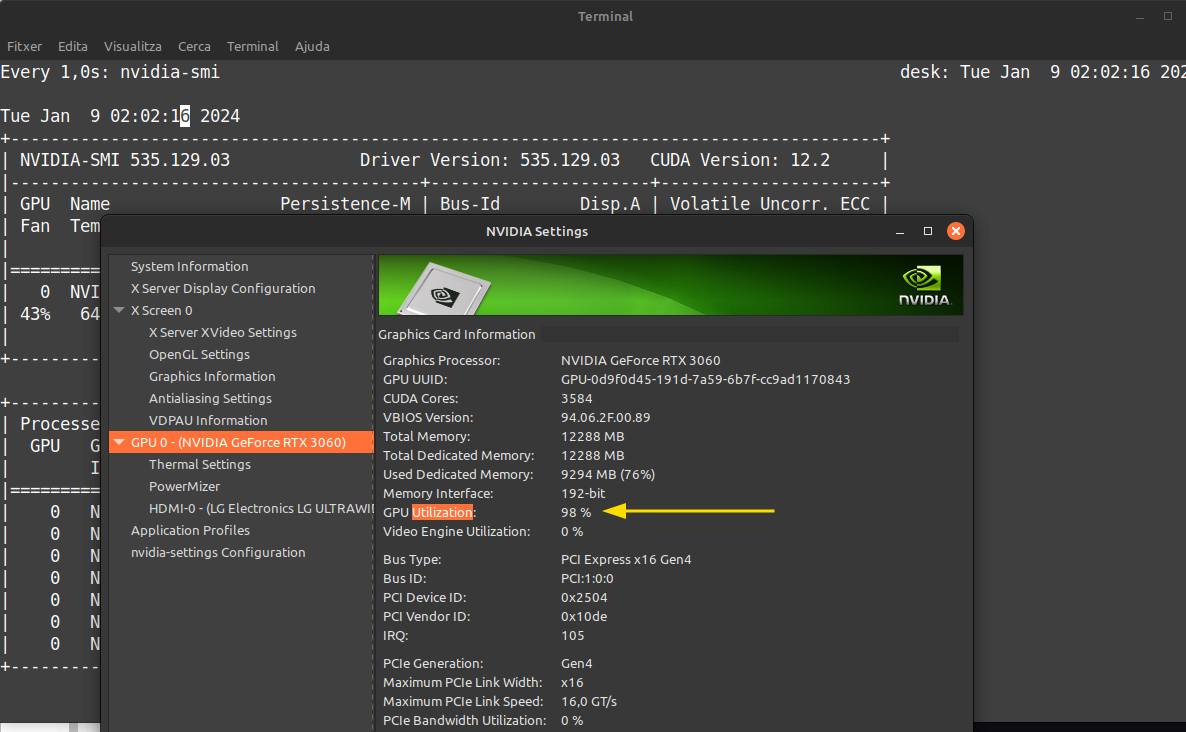 Terminal
Fitxer Edita Visualitza Cerca Terminal Ajuda
Every 1,0s: nvidia-smi desk: Tue Jan  9 02:02:16 202
Tue Jan  9 02:02:16 2024
+---------------------------------------------------------------------------------------+
| NVIDIA-SMI 535.129.03             Driver Version: 535.129.03   CUDA Version: 12.2     |
|-----------------------------------------+----------------------+----------------------+
| GPU  Name                 Persistence-M | Bus-Id        Disp.A | Volatile Uncorr. ECC |
| Fan  Tem
|
|=========
|   0  NVI
| 43%   64
|
+---------
+---------
| Processe
|  GPU   G
|        I
|=========
|    0   N
|    0   N
|    0   N
|    0   N
|    0   N
|    0   N
|    0   N
+---------
NVIDIA Settings
System Information
X Server Display Configuration
X Screen 0
X Server XVideo Settings
OpenGL Settings
Graphics Information
Antialiasing Settings
VDPAU Information
GPU 0 - (NVIDIA GeForce RTX 3060)
Thermal Settings
PowerMizer
HDMI-0 - (LG Electronics LG ULTRAWI
Application Profiles
nvidia-settings Configuration
NVIDIA.
Graphics Card Information
Graphics Processor: NVIDIA GeForce RTX 3060
GPU UUID: GPU-0d9f0d45-191d-7a59-6b7f-cc9ad1170843
CUDA Cores: 3584
VBIOS Version: 94.06.2F.00.89
Total Memory: 12288 MB
Total Dedicated Memory: 12288 MB
Used Dedicated Memory: 9294 MB (76%)
Memory Interface: 192-bit
GPU Utilization: 98 %
Video Engine Utilization: 0 %
Bus Type: PCI Express x16 Gen4
Bus ID: PCI:1:0:0
PCI Device ID: 0x2504
PCI Vendor ID: 0x10de
IRQ: 105
PCIe Generation: Gen4
Maximum PCIe Link Width: x16
Maximum PCIe Link Speed: 16,0 GT/s
PCIe Bandwidth Utilization: 0 %